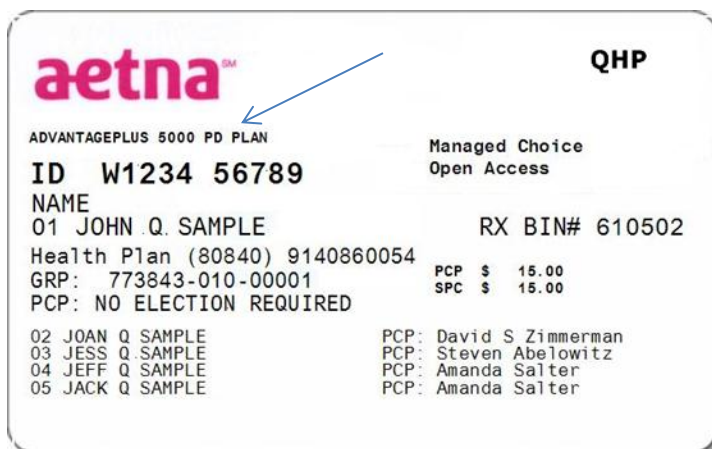 aetna SM
QHP
ADVANTAGEPLUS 5000 PD PLAN
Managed Choice
Open Access
ID W1234 56789
NAME
01 JOHN Q. SAMPLE
RX BIN# 610502
Health Plan (80840) 9140860054
GRP: 773843-010-00001
PCP: NO ELECTION REQUIRED
PCP $ 15.00
SPC $ 15.00
02 JOAN Q SAMPLE PCP: David S Zimmerman
03 JESS Q SAMPLE PCP: Steven Abelowitz
04 JEFF Q SAMPLE PCP: Amanda Salter
05 JACK Q SAMPLE PCP: Amanda Salter